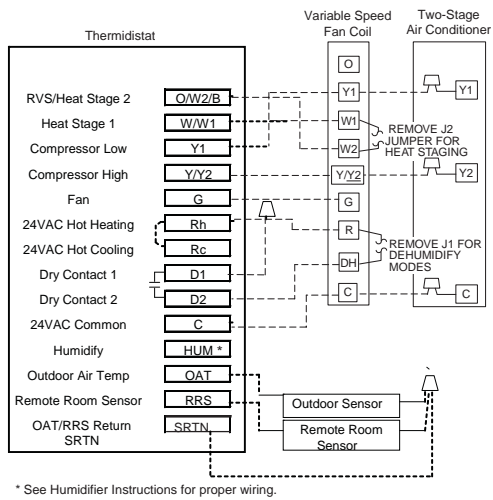 Variable Speed
Fan Coil
Two-Stage
Air Conditioner
Thermidistat
O
RVS/Heat Stage 2 O/W2/B Y1 Y1
Heat Stage 1 W/W1 W1
REMOVE J2
JUMPER FOR
HEAT STAGING
Compressor Low Y1 W2
Compressor High Y/Y2 Y/Y2 Y2
Fan G G
24VAC Hot Heating Rh R
24VAC Hot Cooling Rc
REMOVE J1 FOR
DEHUMIDIFY
MODES
Dry Contact 1 D1 DH
Dry Contact 2 D2 C C
24VAC Common C
Humidify HUM *
Outdoor Air Temp OAT
Remote Room Sensor RRS Outdoor Sensor
OAT/RRS Return
SRTN SRTN
Remote Room
Sensor
* See Humidifier Instructions for proper wiring.